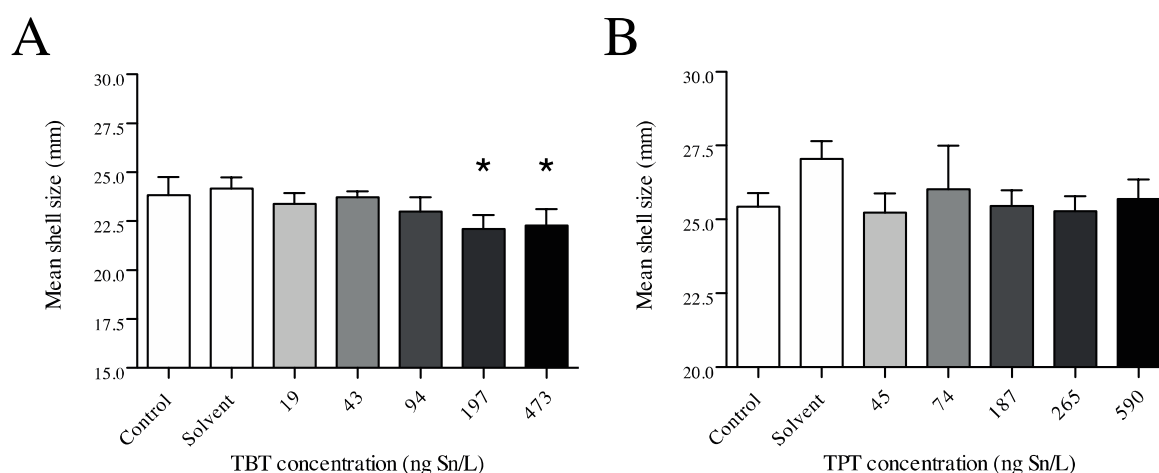 A
B
Mean shell size (mm)
30.0
27.5
25.0
22.5
20.0
17.5
15.0
* *
Control Solvent 19 43 94 197 473
TBT concentration (ng Sn/L)
Mean shell size (mm)
30.0
27.5
25.0
22.5
20.0
Control Solvent 45 74 187 265 590
TPT concentration (ng Sn/L)